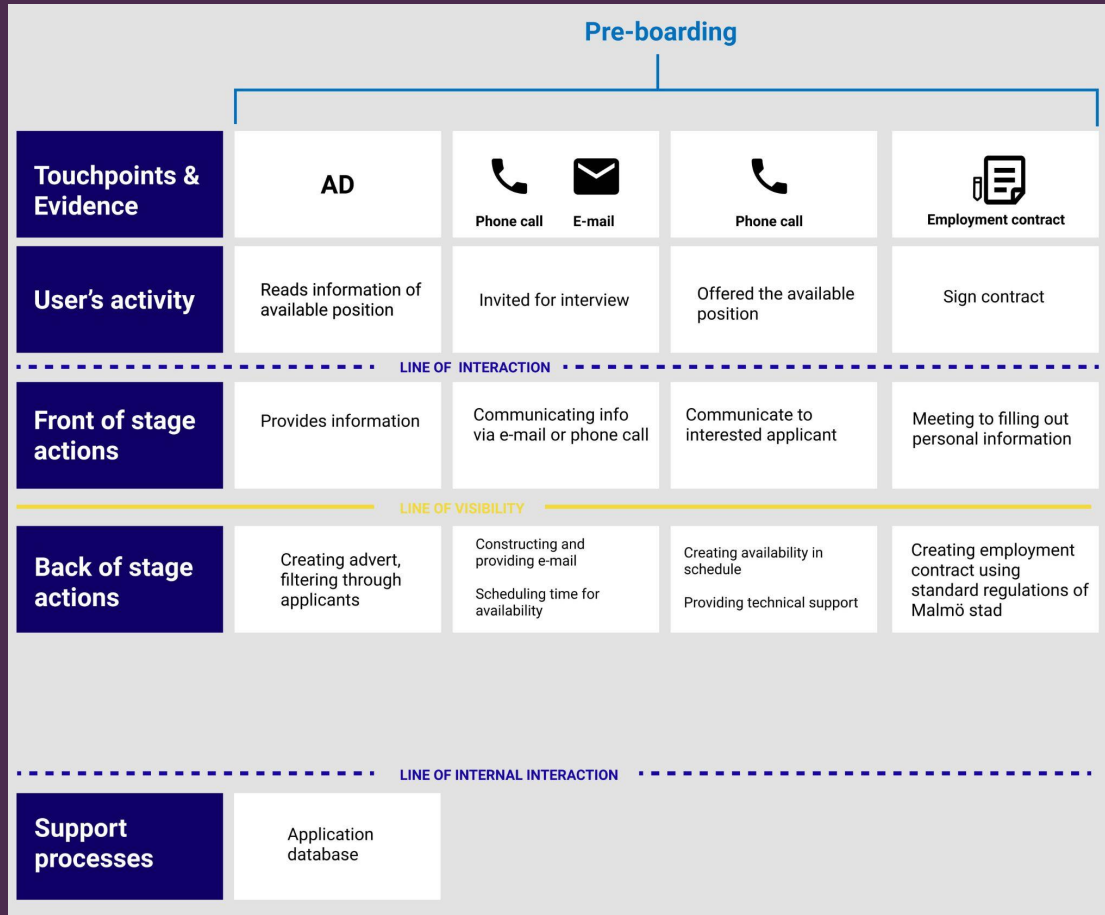 Pre-boarding
Touchpoints &
Evidence
AD
Phone call
E-mail
Phone call
Employment contract
User's activity
Reads information of
available position
Invited for interview
Offered the available
position
Sign contract
LINE OF INTERACTION
Front of stage
actions
Provides information
Communicating info
via e-mail or phone call
Communicate to
interested applicant
Meeting to filling out
personal information
LINE OF VISIBILITY
Back of stage
actions
Creating advert,
filtering through
applicants
Constructing and
providing e-mail
Scheduling time for
availability
Creating availability in
schedule
Providing technical support
Creating employment
contract using
standard regulations of
Malmö stad
LINE OF INTERNAL INTERACTION
Support
processes
Application
database